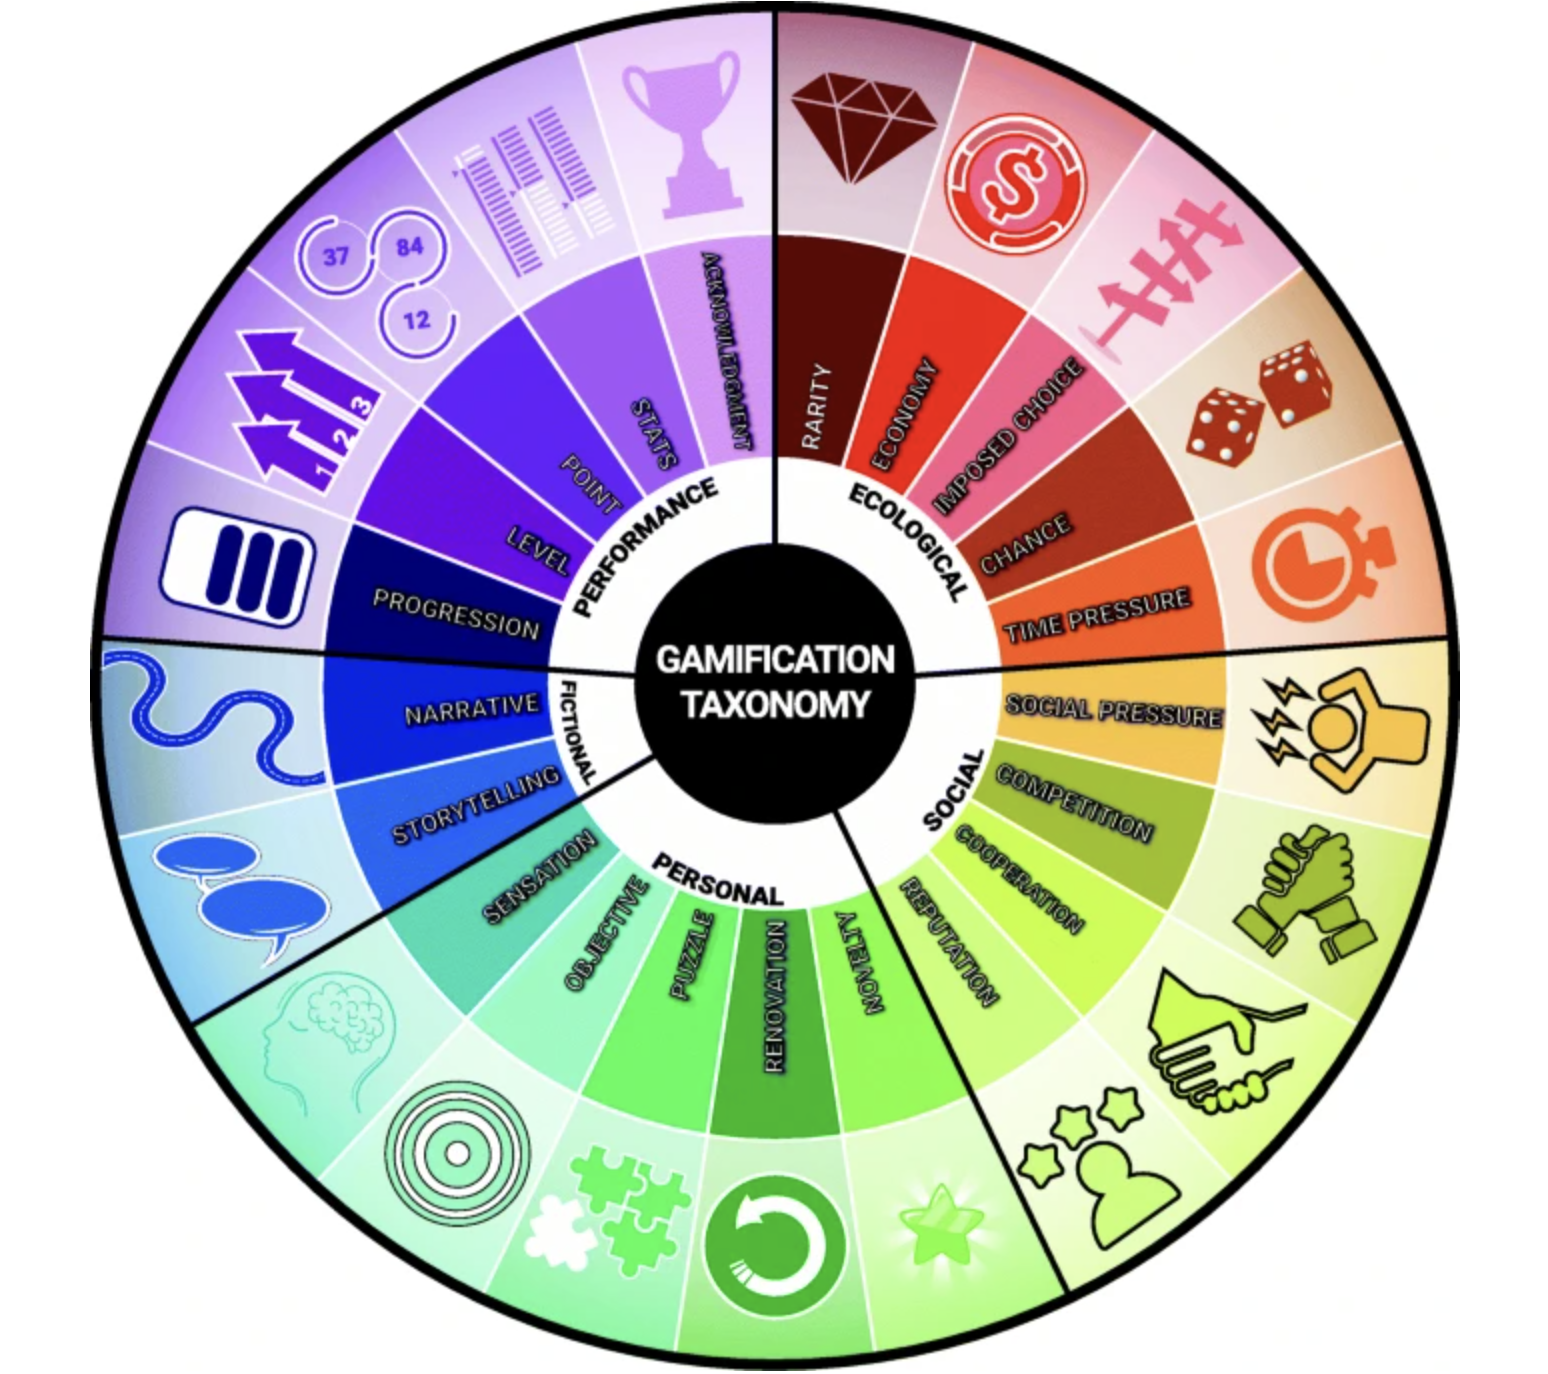 GAMIFICATION
TAXONOMY
ECOLOGICAL
RARITY
ECONOMY
$
IMPOSED CHOICE
CHANCE
TIME PRESSURE
SOCIAL
SOCIAL PRESSURE
COMPETITION
COOPERATION
REPUTATION
PERSONAL
NOVELTY
RENOVATION
PUZZLE
OBJECTIVE
SENSATION
FICTIONAL
STORYTELLING
NARRATIVE
PERFORMANCE
PROGRESSION
LEVEL
1
2
3
POINT
37
84
12
STATS
ACKNOWLEDGMENT